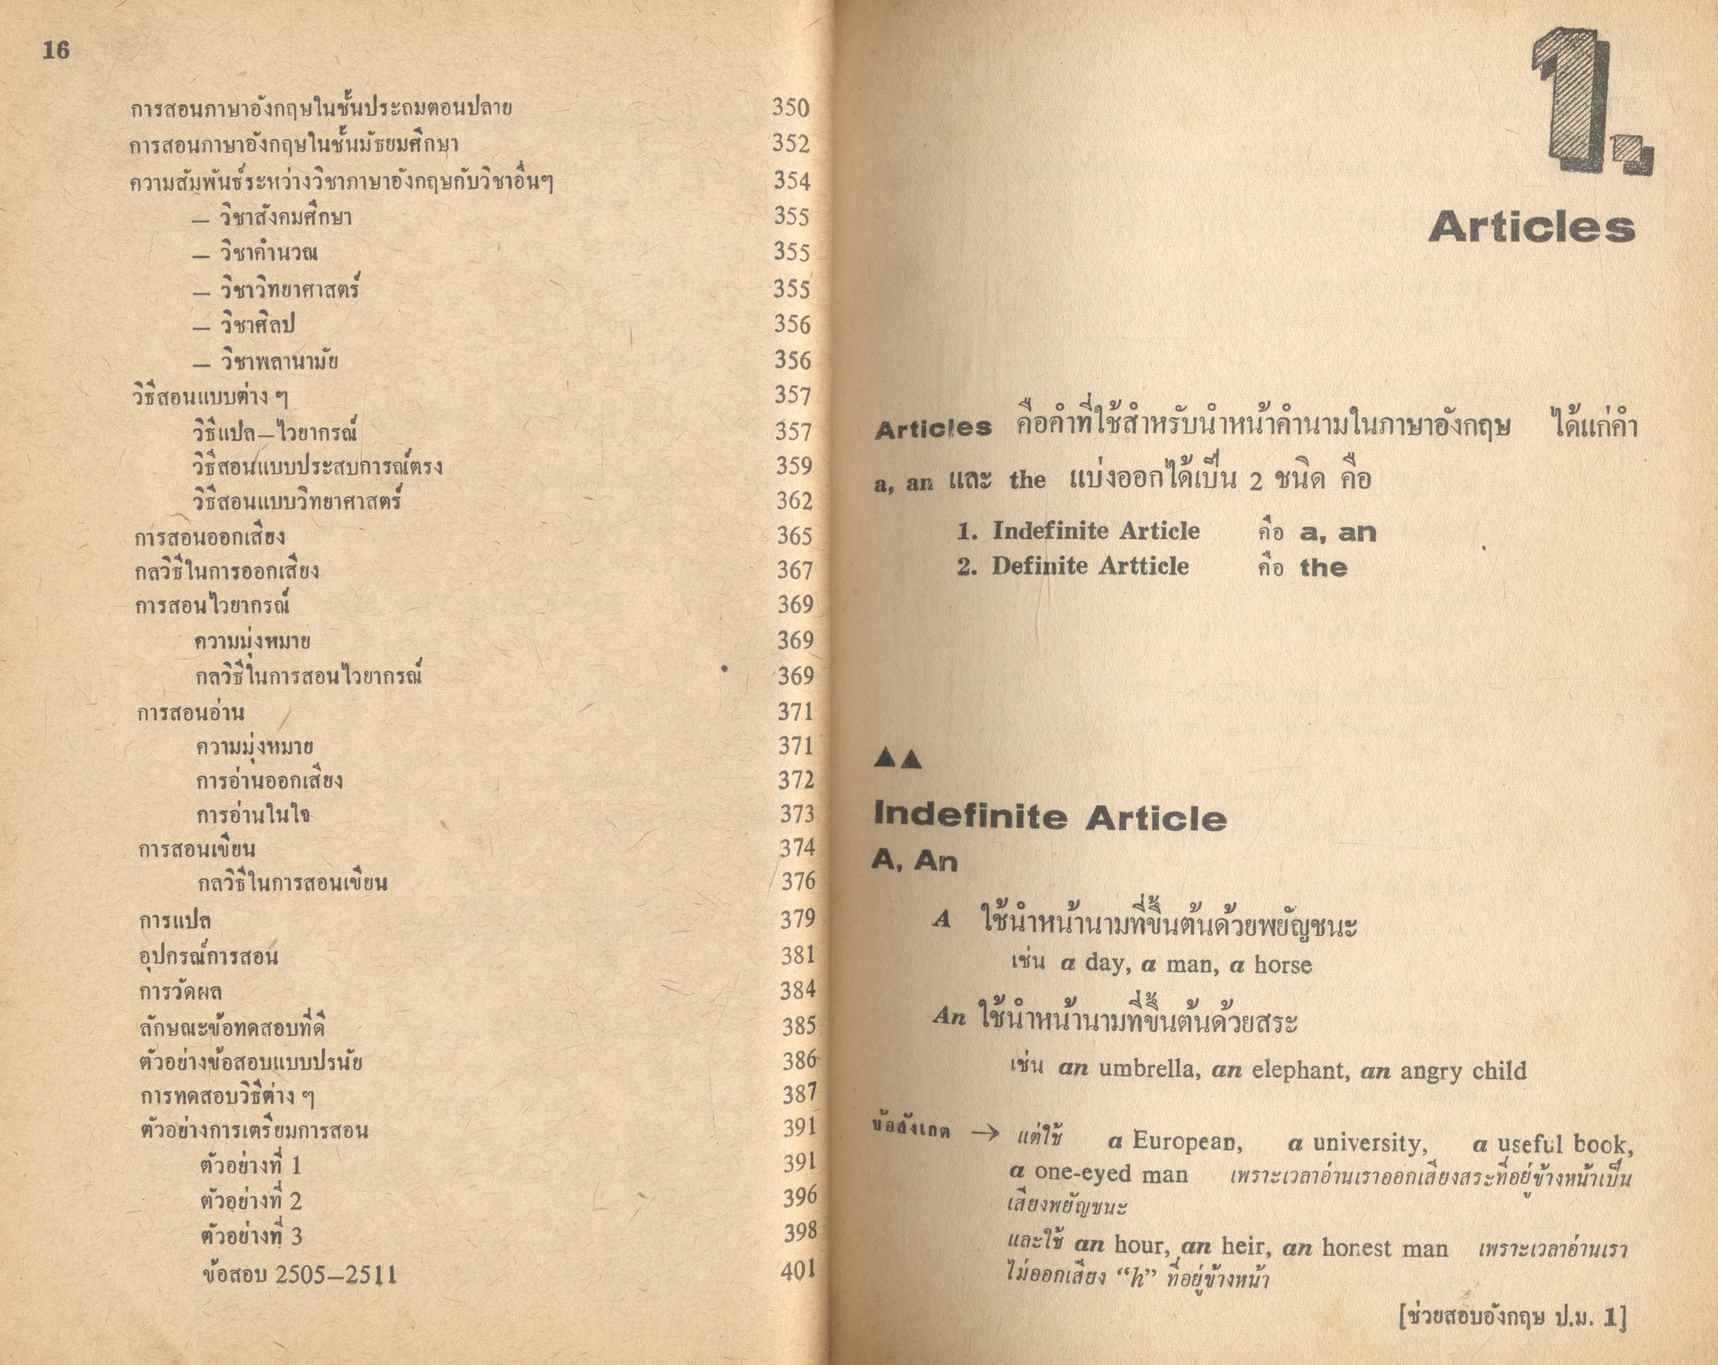 16
การสอนภาษาอังกฤษในชั้นประถมตอนปลาย 350
การสอนภาษาอังกฤษในชั้นมัธยมศึกษา 352
ความสัมพันธ์ระหว่างวิชาภาษาอังกฤษกับวิชาอื่นๆ 354
— วิชาสังคมศึกษา 355
— วิชาคำนวณ 355
— วิชาวิทยาศาสตร์ 355
— วิชาศิลป 356
— วิชาพลานามัย 356
วิธีสอนแบบต่าง ๆ 357
วิธีแปล—ไวยากรณ์ 357
วิธีสอนแบบประสบการณ์ตรง 359
วิธีสอนแบบวิทยาศาสตร์ 362
การสอนออกเสียง 365
กลวิธีในการออกเสียง 367
การสอนไวยากรณ์ 369
ความมุ่งหมาย 369
กลวิธีในการสอนไวยากรณ์ 369
การสอนอ่าน 371
ความมุ่งหมาย 371
การอ่านออกเสียง 372
การอ่านในใจ 373
การสอนเขียน 374
กลวิธีในการสอนเขียน 376
การแปล 379
อุปกรณ์การสอน 381
การวัดผล 384
ลักษณะข้อทดสอบที่ดี 385
ตัวอย่างข้อสอบแบบปรนัย 386
การทดสอบวิธีต่าง ๆ 387
ตัวอย่างการเตรียมการสอน 391
ตัวอย่างที่ 1 391
ตัวอย่างที่ 2 396
ตัวอย่างที่ 3 398
ข้อสอบ 2505—2511 401
1.
Articles
Articles คือคำที่ใช้สำหรับนำหน้าคำนามในภาษาอังกฤษ ได้แก่คำ
a, an และ the แบ่งออกได้เป็น 2 ชนิด คือ
1. Indefinite Article คือ a, an
2. Definite Artticle คือ the
▲▲
Indefinite Article
A, An
A ใช้นำหน้านามที่ขึ้นต้นด้วยพยัญชนะ
เช่น a day, a man, a horse
An ใช้นำหน้านามที่ขึ้นต้นด้วยสระ
เช่น an umbrella, an elephant, an angry child
ข้อสังเกต → แต่ใช้ a European, a university, a useful book,
a one-eyed man เพราะเวลาอ่านเราออกเสียงสระที่อยู่ข้างหน้าเป็น
เสียงพยัญชนะ
และใช้ an hour, an heir, an honest man เพราะเวลาอ่านเรา
ไม่ออกเสียง “h” ที่อยู่ข้างหน้า
[ช่วยสอบอังกฤษ ป.ม. 1]